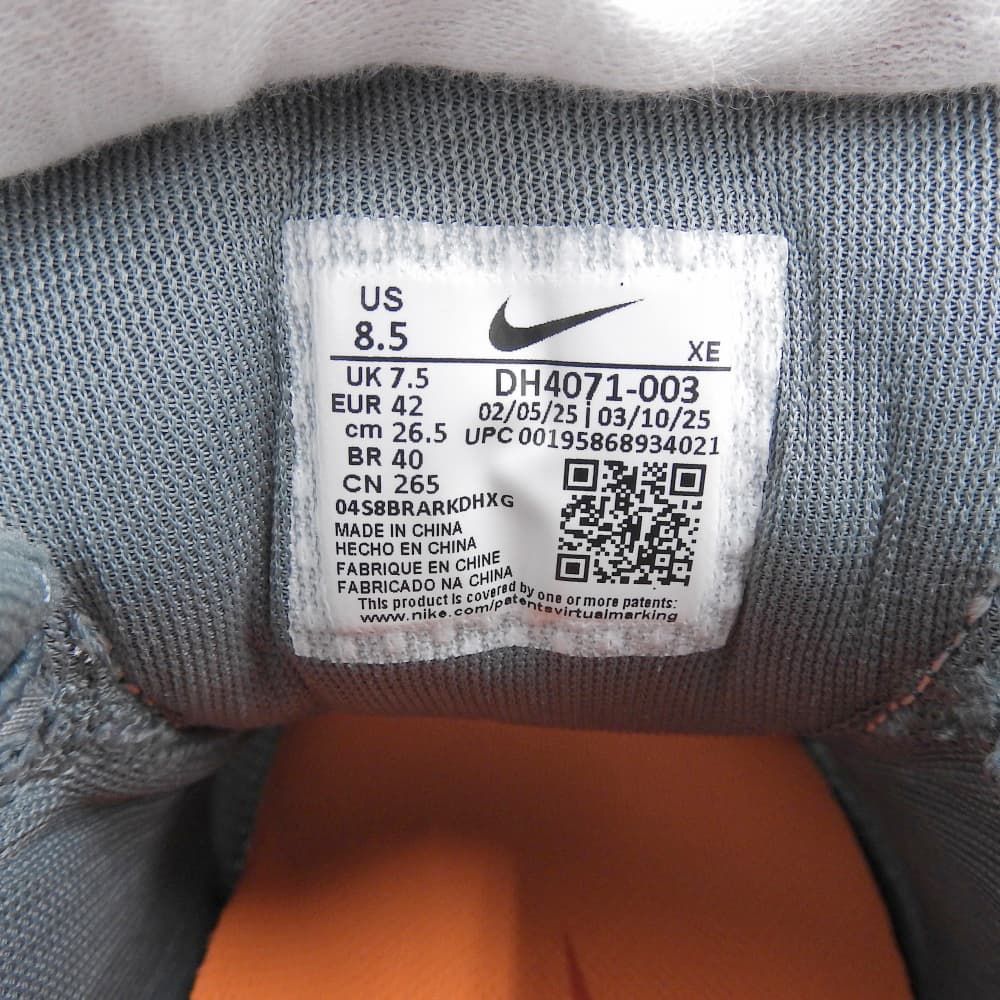 US
8.5
XE
UK 7.5
EUR 42
cm 26.5
BR 40
CN 265
DH4071-003
02/05/25 | 03/10/25
UPC 00195868934021
04S8BRARKDHXG
MADE IN CHINA
HECHO EN CHINA
FABRIQUE EN CHINE
FABRICADO NA CHINA
This product is covered by one or more patents:
www.nike.com/patentsvirtualmarking